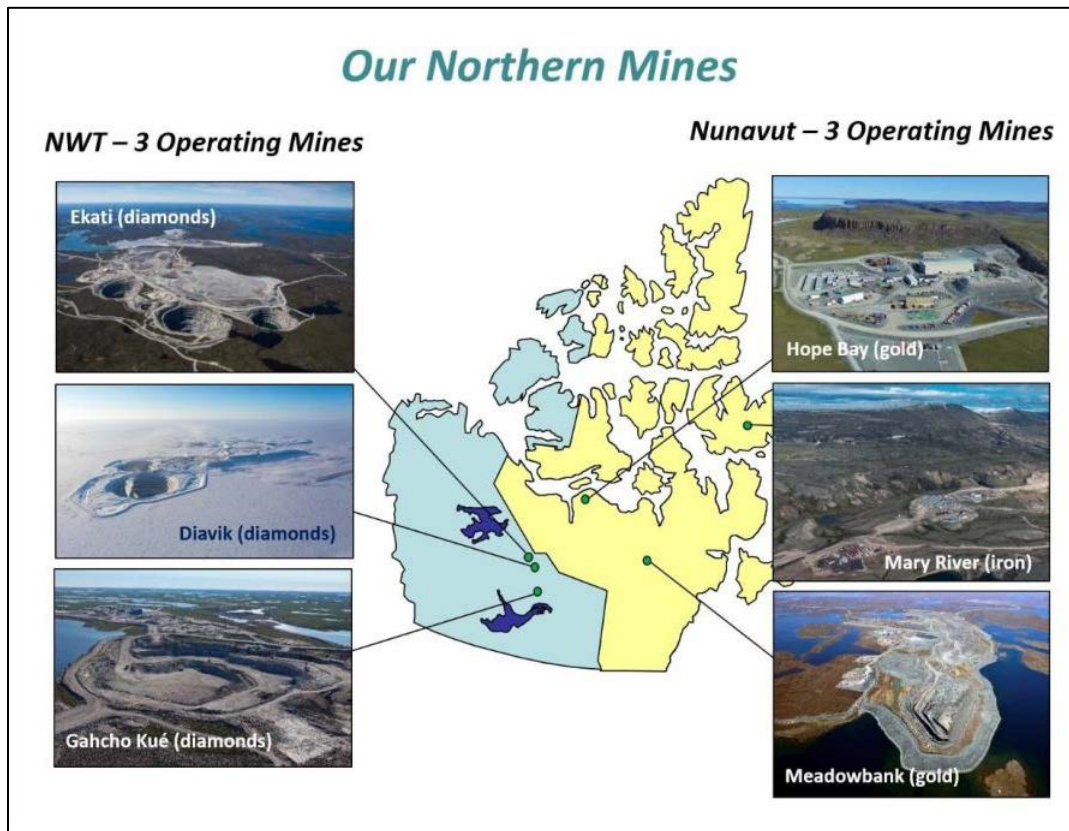 Our Northern Mines
NWT – 3 Operating Mines
Nunavut – 3 Operating Mines
Ekati (diamonds)
Diavik (diamonds)
Gahcho Kué (diamonds)
Hope Bay (gold)
Mary River (iron)
Meadowbank (gold)